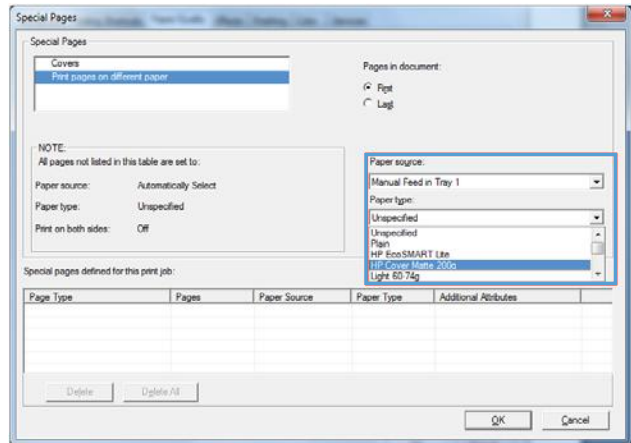 Special Pages
Special Pages
Covers
Print pages on different paper
Pages in document:
First
Last
NOTE:
All pages not listed in this table are set to:
Paper source: Automatically Select
Paper type: Unspecified
Print on both sides: Off
Paper source:
Manual Feed in Tray 1
Paper type:
Unspecified
Unspecified
Plain
HP EcoSMART Lite
HP Cover Matte 200g
Light 60-74g
Special pages defined for this print job:
Page Type Pages Paper Source Paper Type Additional Attributes
Delete Delete All
OK Cancel